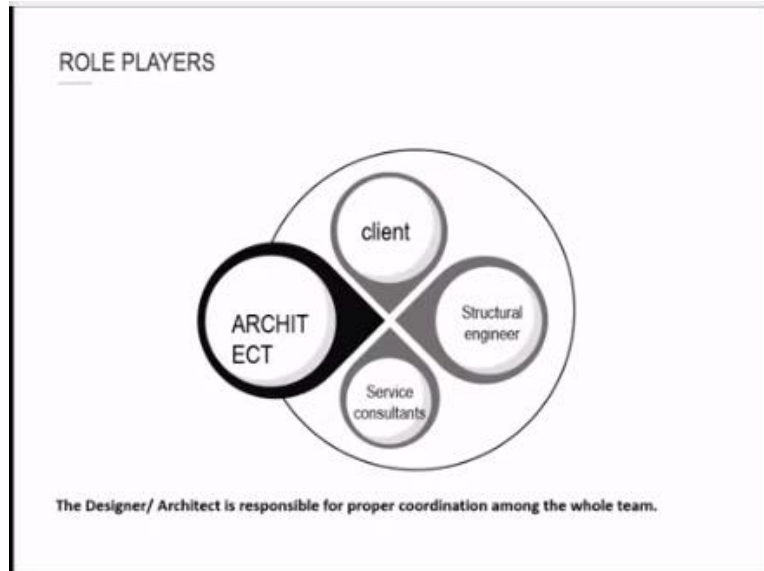 ROLE PLAYERS
client
ARCHIT
ECT
Structural
engineer
Service
consultants
The Designer/ Architect is responsible for proper coordination among the whole team.